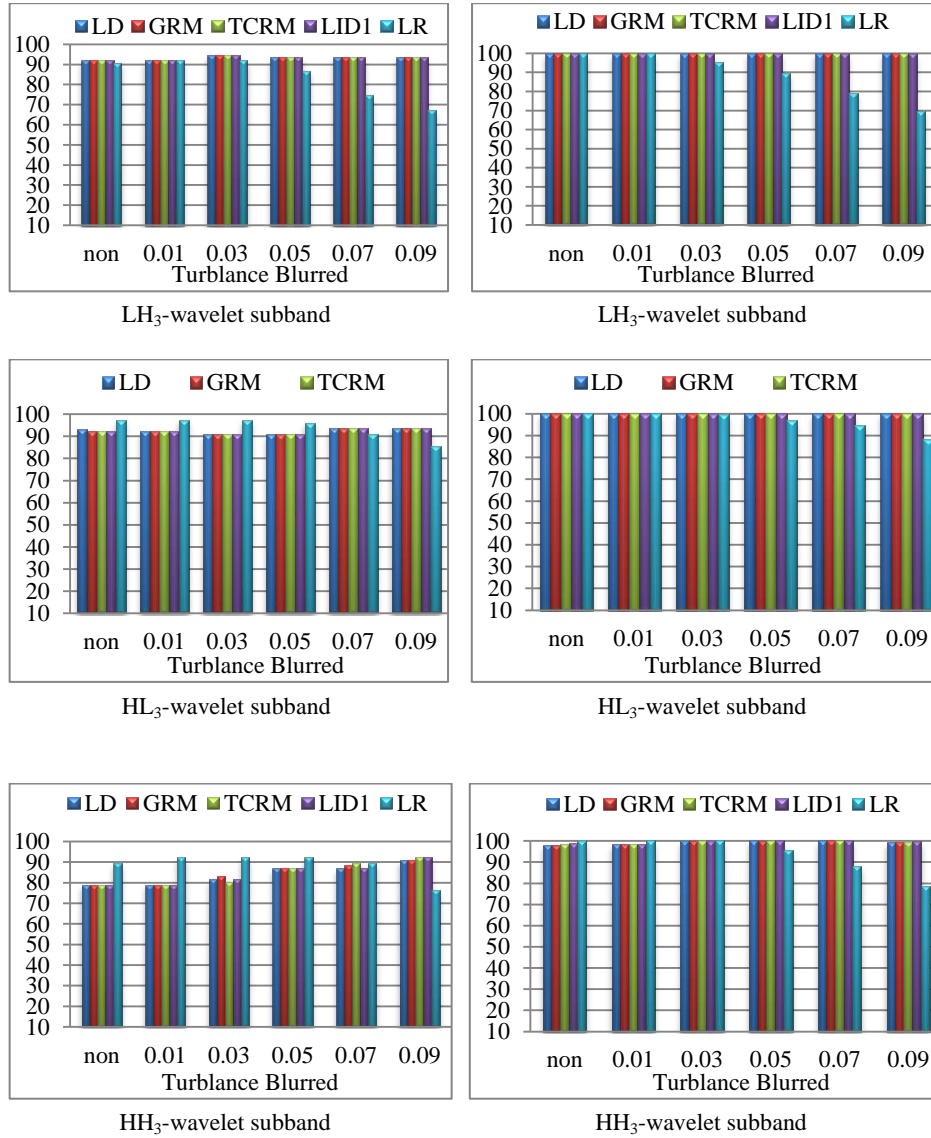 LD GRM TCRM LID1 LR
100
90
80
70
60
50
40
30
20
10
non 0.01 0.03 0.05 0.07 0.09
Turblance Blurred
LH₃-wavelet subband
LD GRM TCRM LID1 LR
100
90
80
70
60
50
40
30
20
10
non 0.01 0.03 0.05 0.07 0.09
Turblance Blurred
LH₃-wavelet subband
LD GRM TCRM
100
90
80
70
60
50
40
30
20
10
non 0.01 0.03 0.05 0.07 0.09
Turblance Blurred
HL₃-wavelet subband
LD GRM TCRM
100
90
80
70
60
50
40
30
20
10
non 0.01 0.03 0.05 0.07 0.09
Turblance Blurred
HL₃-wavelet subband
LD GRM TCRM LID1 LR
100
90
80
70
60
50
40
30
20
10
non 0.01 0.03 0.05 0.07 0.09
Turblance Blurred
HH₃-wavelet subband
LD GRM TCRM LID1 LR
100
90
80
70
60
50
40
30
20
10
non 0.01 0.03 0.05 0.07 0.09
Turblance Blurred
HH₃-wavelet subband